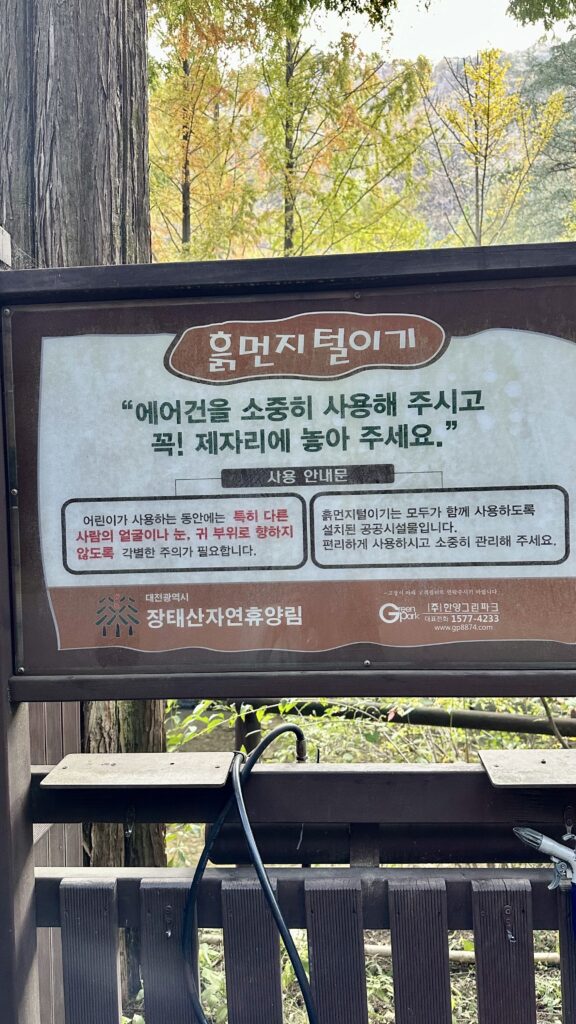 흙먼지털이기
“에어건을 소중히 사용해 주시고
꼭! 제자리에 놓아 주세요.”
사용 안내문
어린이가 사용하는 동안에는 특히 다른
사람의 얼굴이나 눈, 귀 부위로 향하지
않도록 각별한 주의가 필요합니다.
흙먼지털이기는 모두가 함께 사용하도록
설치된 공공시설물입니다.
편리하게 사용하시고 소중히 관리해 주세요.
대전광역시
장태산자연휴양림
Green Park
(주)한양그린파크
대표전화 1577-4233
www.gp8874.com